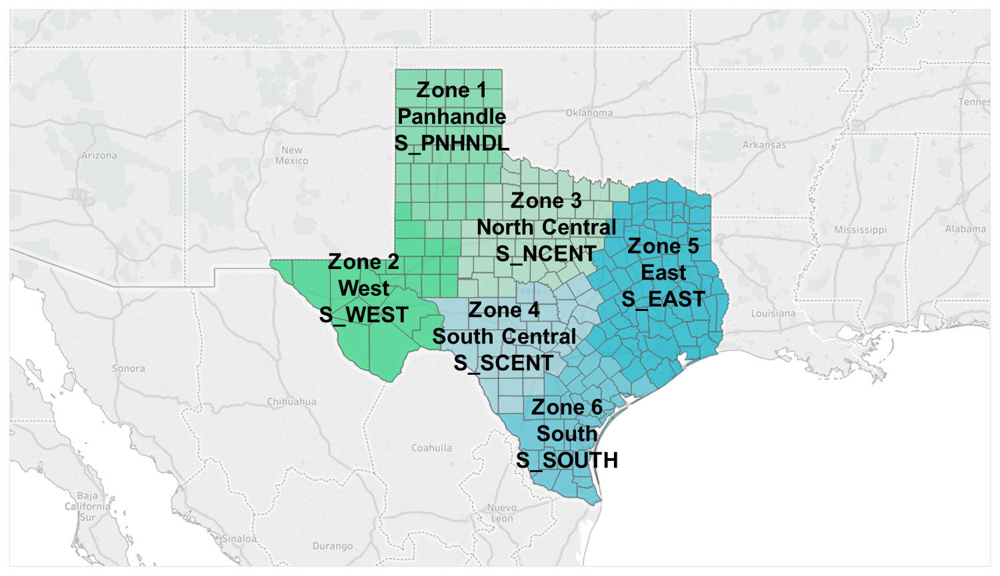 Zone 1
Panhandle
S_PNHNDL
Oklahoma
Tennes
Arkansas
New
Mexico
Arizona
Zone 3
North Central
S_NCENT
Mississippi
Alabama
Zone 5
East
S_EAST
Zone 2
West
S_WEST
Texas
Zone 4
South Central
S_SCENT
Louisiana
Sonora
Chihuahua
Zone 6
South
S_SOUTH
Coahuila
Baja
California
Sur
Nuevo
León
Sinaloa
Durango